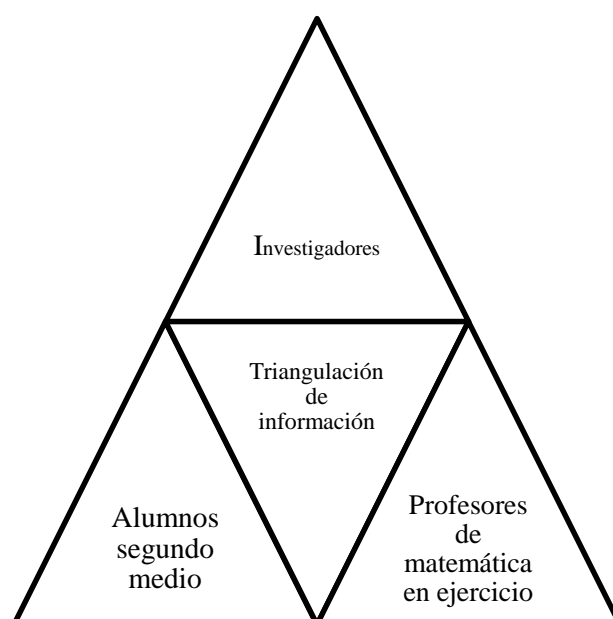 Investigadores
Triangulación
de
información
Alumnos
segundo
medio
Profesores
de
matemática
en ejercicio